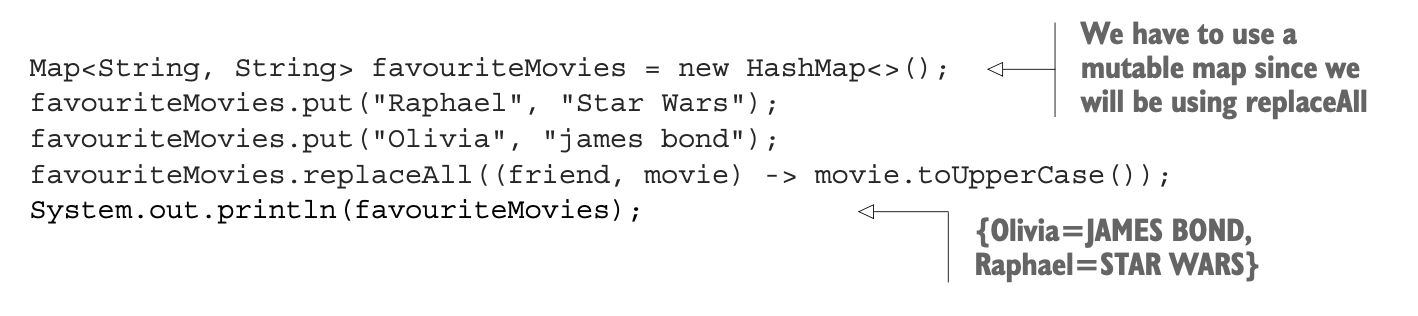 Map<String, String> favouriteMovies = new HashMap<>();
favouriteMovies.put("Raphael", "Star Wars");
favouriteMovies.put("Olivia", "james bond");
favouriteMovies.replaceAll((friend, movie) -> movie.toUpperCase());
System.out.println(favouriteMovies);
We have to use a
mutable map since we
will be using replaceAll
{Olivia=JAMES BOND,
Raphael=STAR WARS}